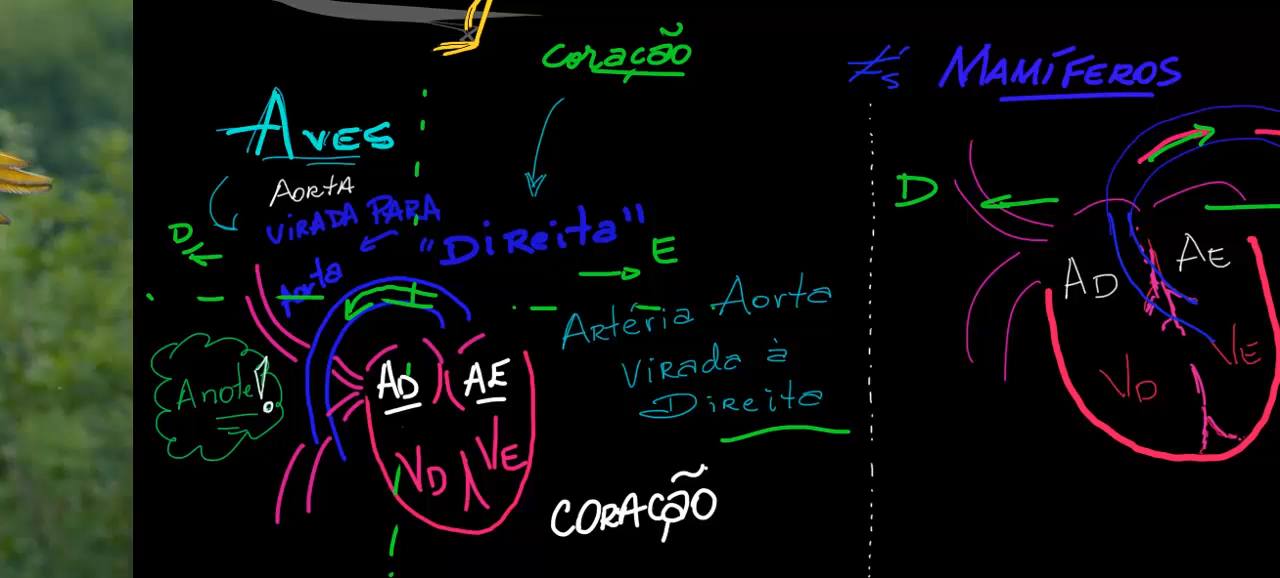 Coração
≠s MAMÍFEROS
AVES
AORTA
VIRADA PARA
"Direita"
D
E
Aorta
Artéria Aorta
Virada à
Direita
Anote!
AD
AE
VD
VE
CORAÇÃO
D
AD
AE
VD
VE